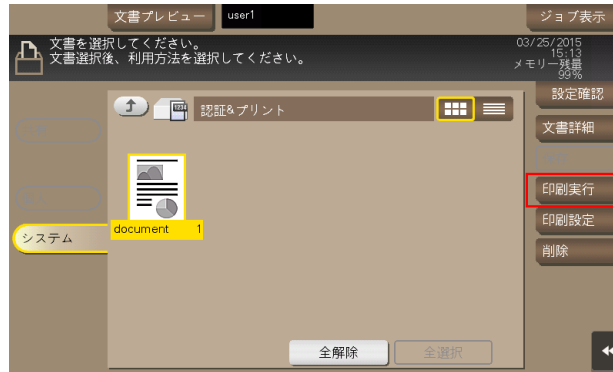 文書プレビュー
user1
ジョブ表示
文書を選択してください。
文書選択後、利用方法を選択してください。
03/25/2015
15:13
メモリー残量
99%
設定確認
認証&プリント
文書詳細
印刷実行
印刷設定
削除
システム
document 1
全解除
全選択